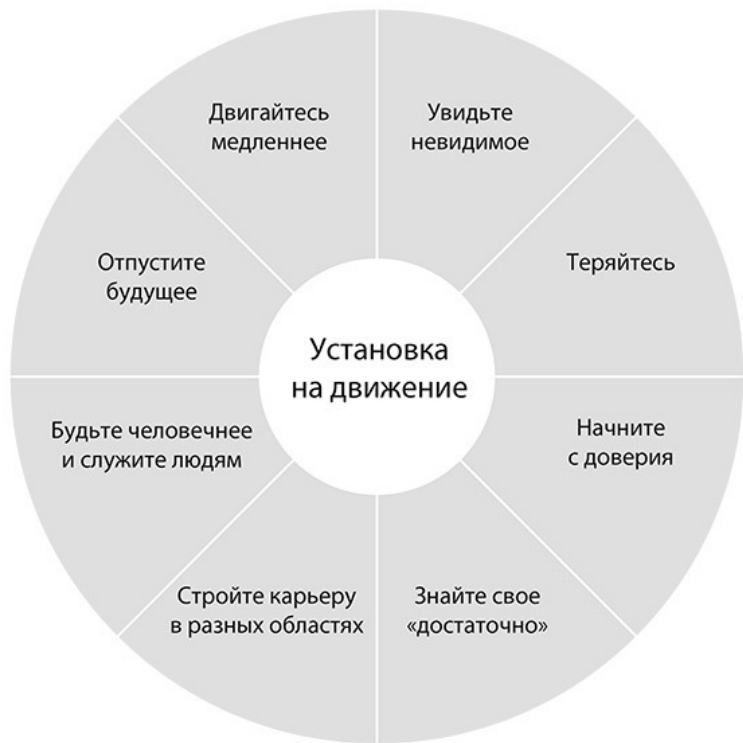 Двигайтесь
медленнее
Увидьте
невидимое
Теряйтесь
Начните
с доверия
Знайте свое
«достаточно»
Стройте карьеру
в разных областях
Будьте человечнее
и служите людям
Отпустите
будущее
Установка
на движение